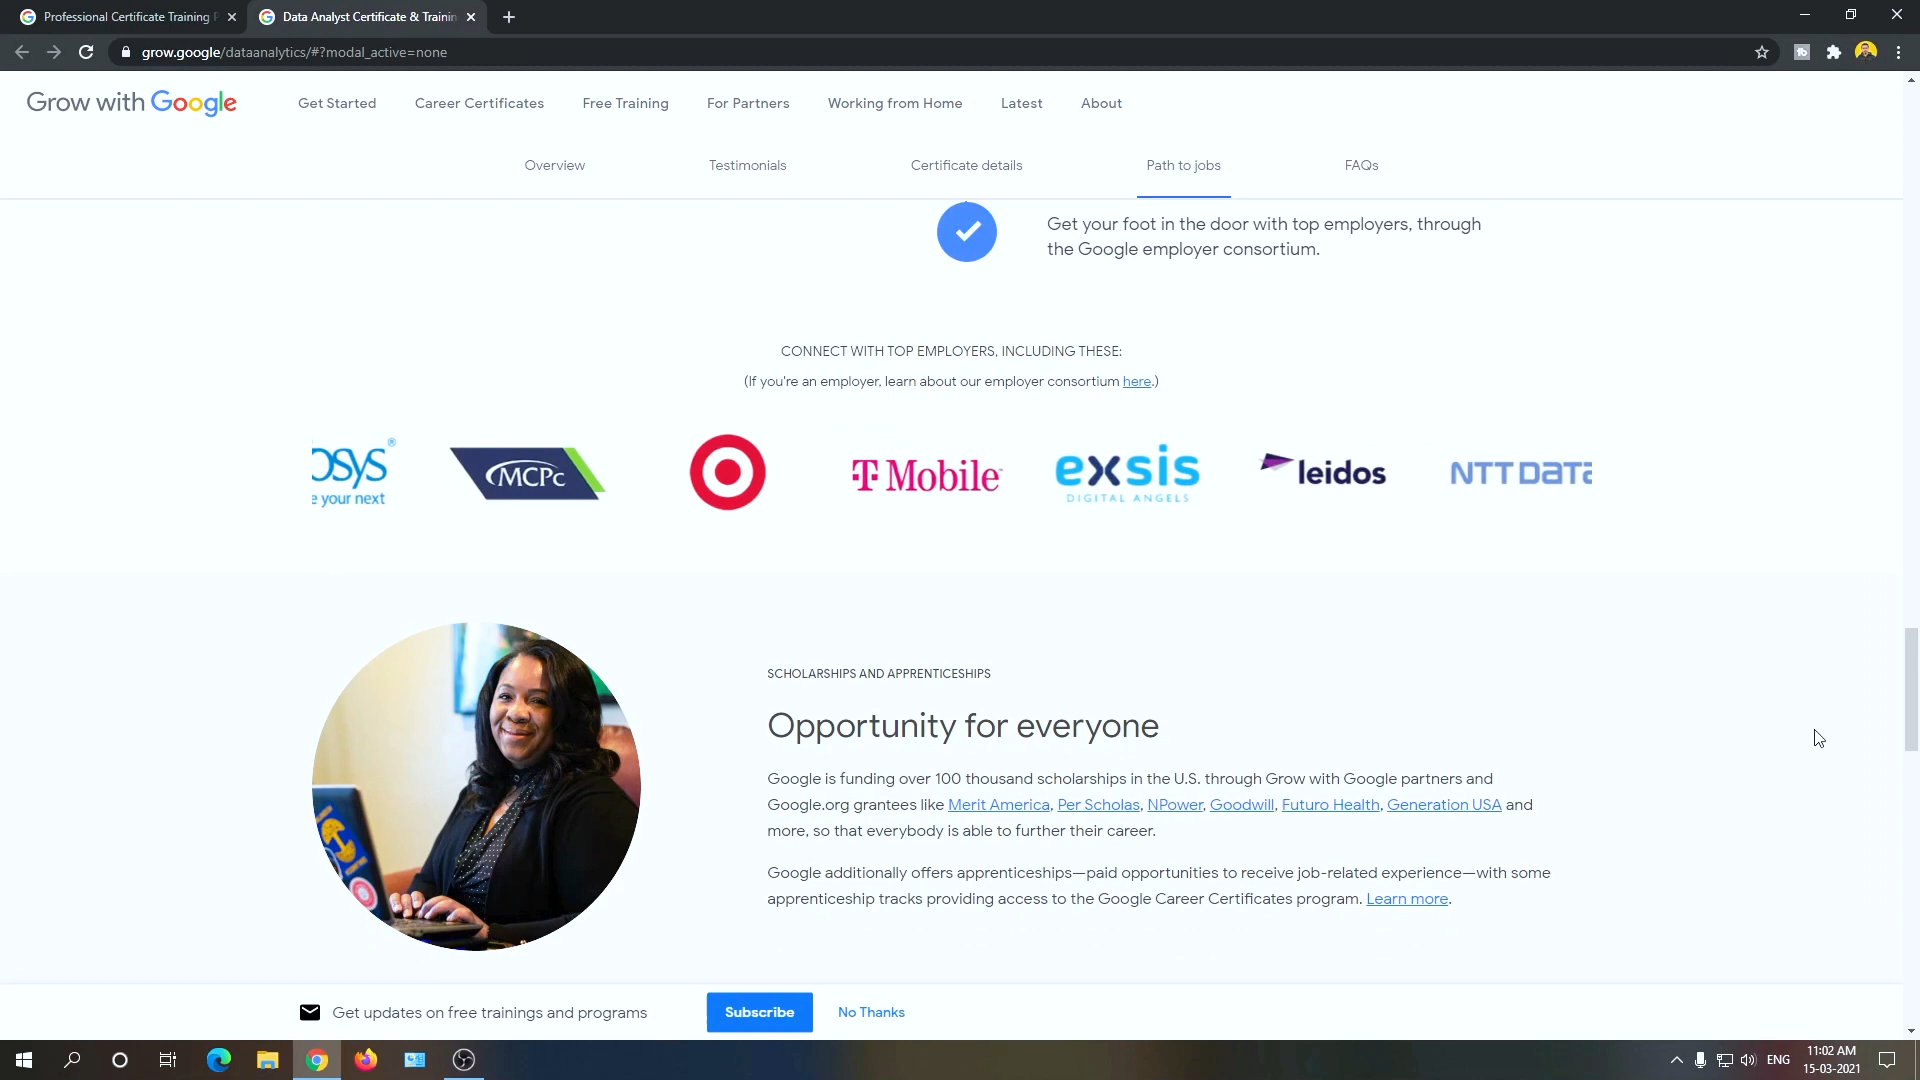 Professional Certificate Training P
Data Analyst Certificate & Trainin
grow.google/dataanalytics/#?modal_active=none
Grow with Google
Get Started
Career Certificates
Free Training
For Partners
Working from Home
Latest
About
Overview
Testimonials
Certificate details
Path to jobs
FAQs
Get your foot in the door with top employers, through
the Google employer consortium.
CONNECT WITH TOP EMPLOYERS, INCLUDING THESE:
(If you're an employer, learn about our employer consortium here.)
osys®
e your next
MCPc
T Mobile
exsis
DIGITAL ANGELS
leidos
NTT DATA
SCHOLARSHIPS AND APPRENTICESHIPS
Opportunity for everyone
Google is funding over 100 thousand scholarships in the U.S. through Grow with Google partners and
Google.org grantees like Merit America, Per Scholas, NPower, Goodwill, Futuro Health, Generation USA and
more, so that everybody is able to further their career.
Google additionally offers apprenticeships—paid opportunities to receive job-related experience—with some
apprenticeship tracks providing access to the Google Career Certificates program. Learn more.
Get updates on free trainings and programs
Subscribe
No Thanks
ENG
11:02 AM
15-03-2021